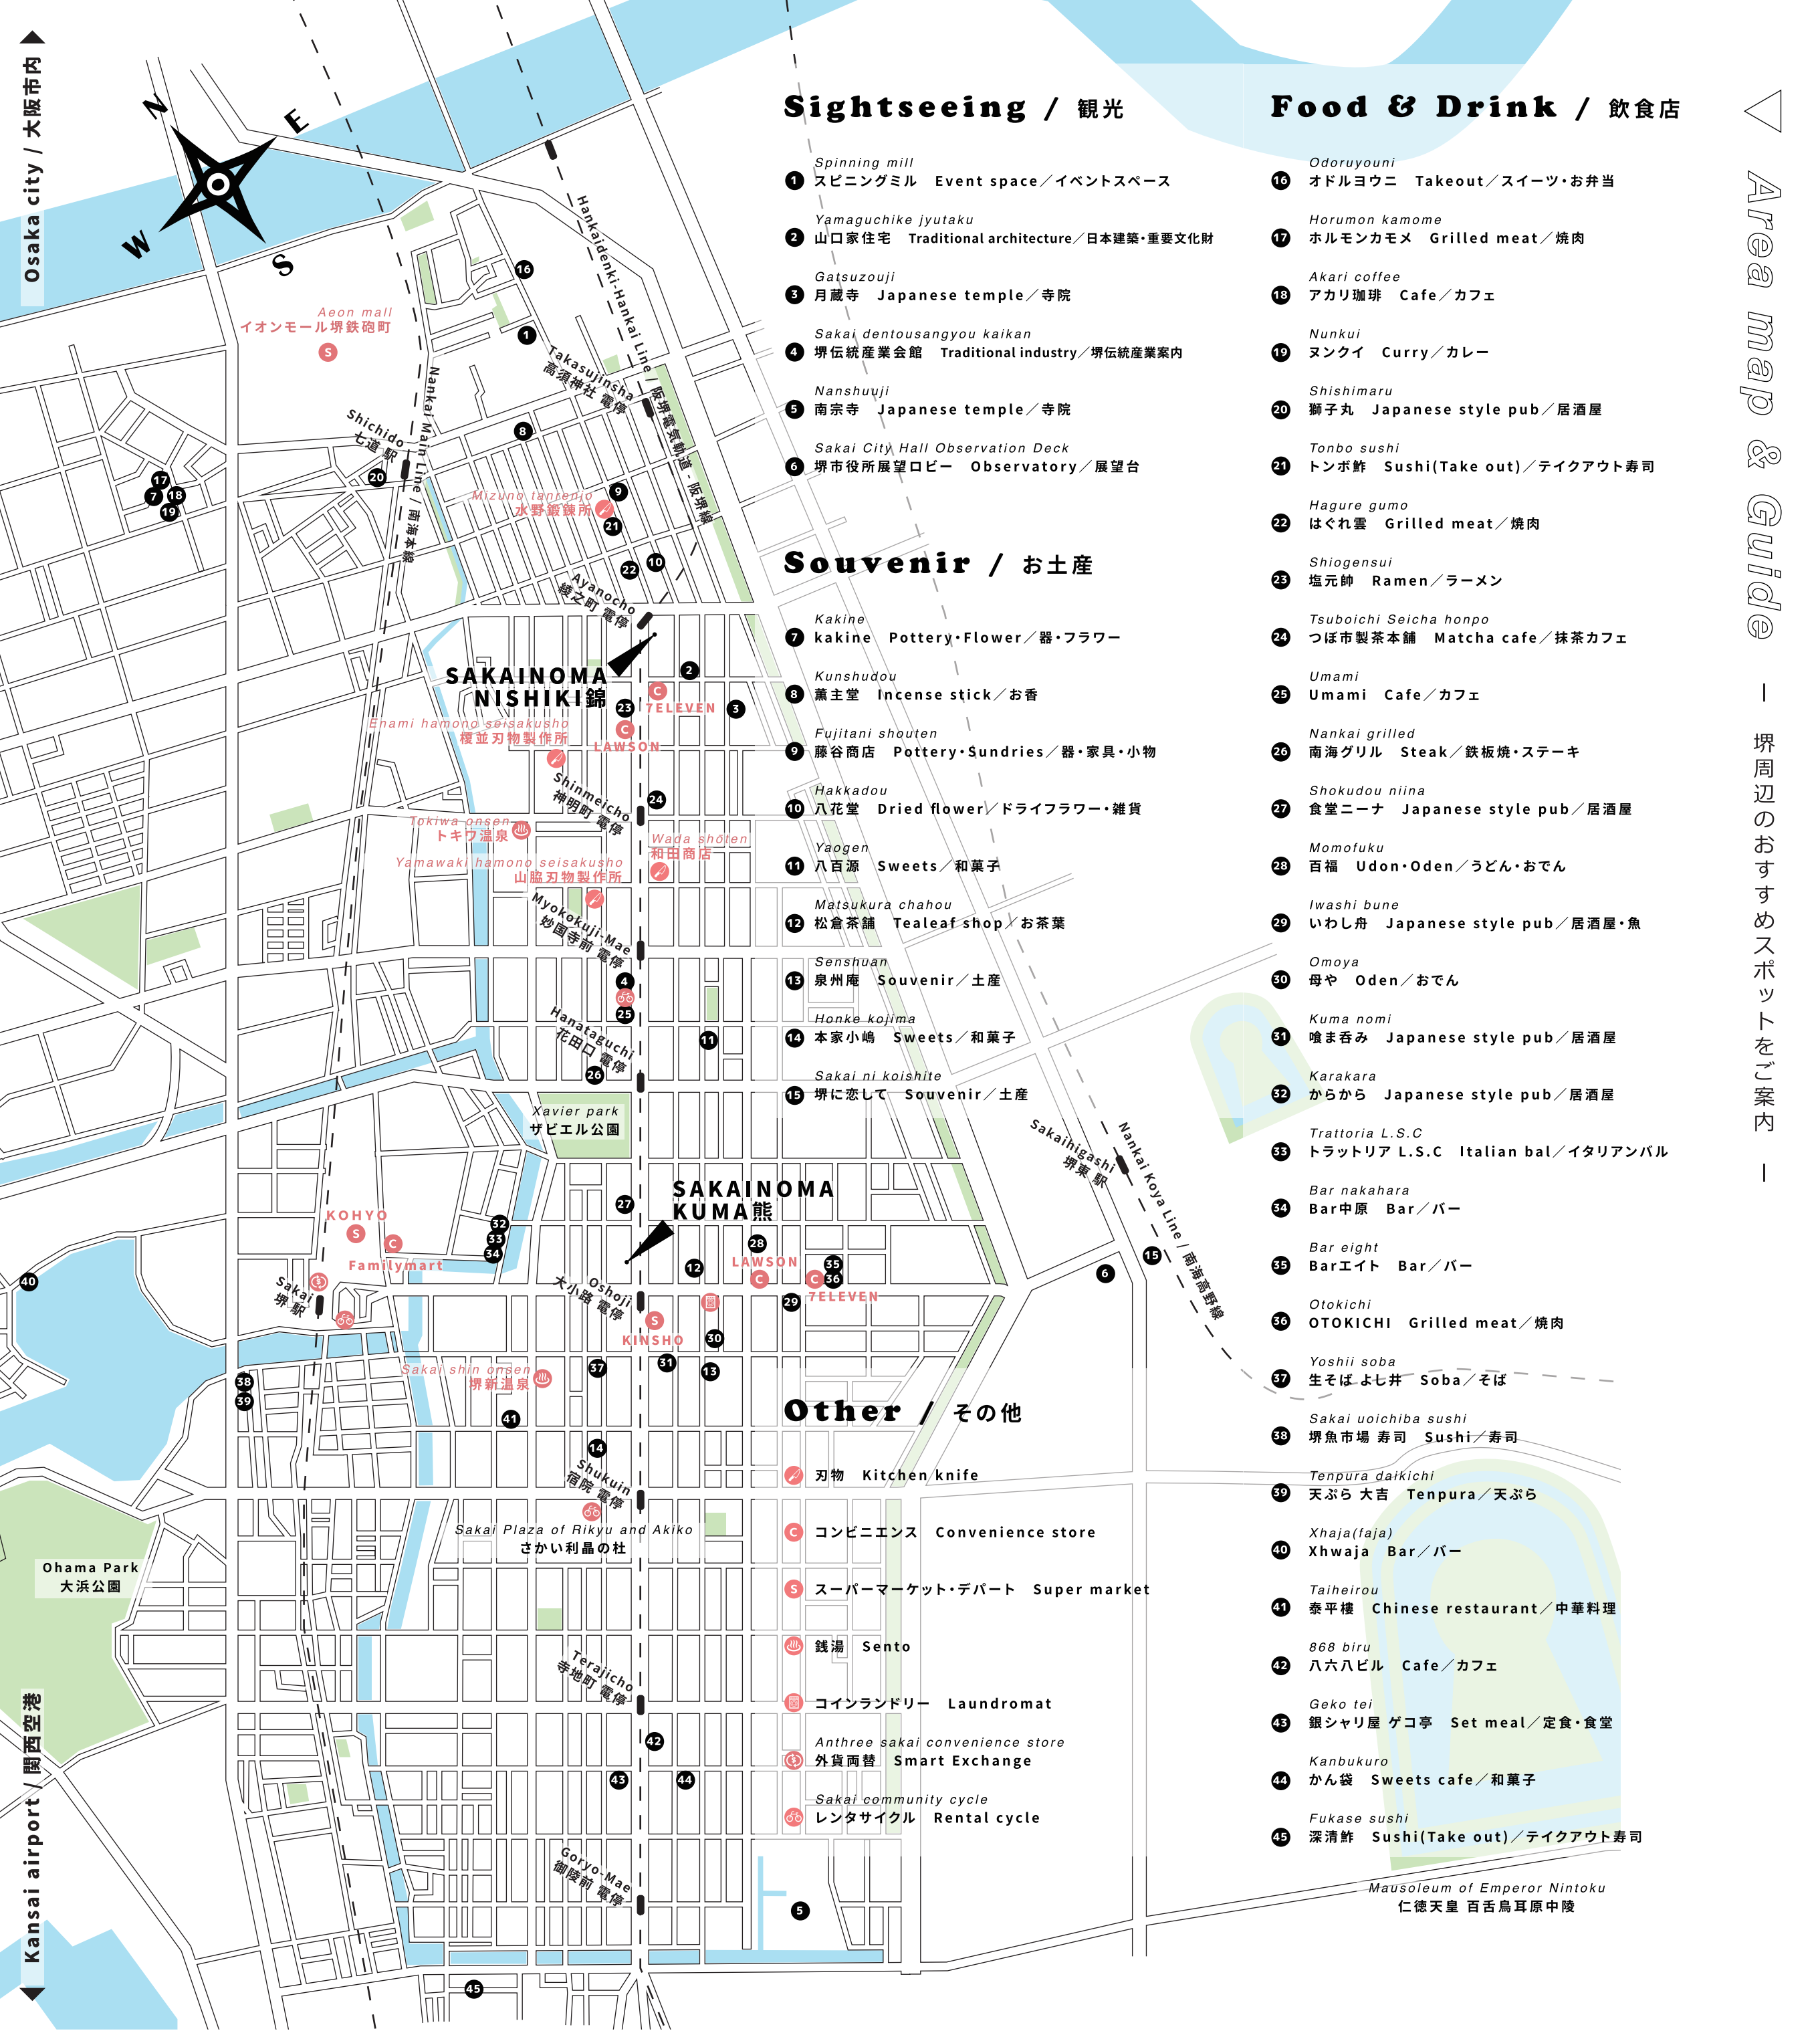 Osaka city / 大阪市内
Kansai airport / 関西空港
N
E
W
S
Sightseeing / 観光
Spinning mill
1 スピニングミル Event space／イベントスペース
Yamaguchike jyutaku
2 山口家住宅 Traditional architecture／日本建築・重要文化財
Gatsuzouji
3 月蔵寺 Japanese temple／寺院
Sakai dentousangyou kaikan
4 堺伝統産業会館 Traditional industry／堺伝統産業案内
Nanshuuji
5 南宗寺 Japanese temple／寺院
Sakai City Hall Observation Deck
6 堺市役所展望ロビー Observatory／展望台
Souvenir / お土産
Kakine
7 kakine Pottery・Flower／器・フラワー
Kunshudou
8 薫主堂 Incense stick／お香
Fujitani shouten
9 藤谷商店 Pottery・Sundries／器・家具・小物
Hakkadou
10 八花堂 Dried flower／ドライフラワー・雑貨
Yaogen
11 八百源 Sweets／和菓子
Matsukura chahou
12 松倉茶舗 Tealeaf shop／お茶葉
Senshuan
13 泉州庵 Souvenir／土産
Honke kojima
14 本家小嶋 Sweets／和菓子
Sakai ni koishite
15 堺に恋して Souvenir／土産
Other / その他
刃物 Kitchen knife
C コンビニエンス Convenience store
S スーパーマーケット・デパート Super market
銭湯 Sento
コインランドリー Laundromat
Anthree sakai convenience store
外貨両替 Smart Exchange
Sakai community cycle
レンタサイクル Rental cycle
Food & Drink / 飲食店
Odoruyouni
16 オドルヨウニ Takeout／スイーツ・お弁当
Horumon kamome
17 ホルモンカモメ Grilled meat／焼肉
Akari coffee
18 アカリ珈琲 Cafe／カフェ
Nunkui
19 ヌンクイ Curry／カレー
Shishimaru
20 獅子丸 Japanese style pub／居酒屋
Tonbo sushi
21 トンボ鮓 Sushi(Take out)／テイクアウト寿司
Hagure gumo
22 はぐれ雲 Grilled meat／焼肉
Shiogensui
23 塩元帥 Ramen／ラーメン
Tsuboichi Seicha honpo
24 つぼ市製茶本舗 Matcha cafe／抹茶カフェ
Umami
25 Umami Cafe／カフェ
Nankai grilled
26 南海グリル Steak／鉄板焼・ステーキ
Shokudou niina
27 食堂ニーナ Japanese style pub／居酒屋
Momofuku
28 百福 Udon・Oden／うどん・おでん
Iwashi bune
29 いわし舟 Japanese style pub／居酒屋・魚
Omoya
30 母や Oden／おでん
Kuma nomi
31 喰ま呑み Japanese style pub／居酒屋
Karakara
32 からから Japanese style pub／居酒屋
Trattoria L.S.C
33 トラットリア L.S.C Italian bal／イタリアンバル
Bar nakahara
34 Bar中原 Bar／バー
Bar eight
35 Barエイト Bar／バー
Otokichi
36 OTOKICHI Grilled meat／焼肉
Yoshii soba
37 生そば よし井 Soba／そば
Sakai uoichiba sushi
38 堺魚市場 寿司 Sushi／寿司
Tenpura daikichi
39 天ぷら 大吉 Tenpura／天ぷら
Xhaja(faja)
40 Xhwaja Bar／バー
Taiheirou
41 泰平樓 Chinese restaurant／中華料理
868 biru
42 八六八ビル Cafe／カフェ
Geko tei
43 銀シャリ屋 ゲコ亭 Set meal／定食・食堂
Kanbukuro
44 かん袋 Sweets cafe／和菓子
Fukase sushi
45 深清鮓 Sushi(Take out)／テイクアウト寿司
Mausoleum of Emperor Nintoku
仁徳天皇 百舌鳥耳原中陵
Area map & Guide
― 堺周辺のおすすめスポットをご案内 ―
Aeon mall
イオンモール堺鉄砲町
S
16
1
Hankaidenki-Hankai Line / 阪堺電気軌道 - 阪堺線
Takasujinsha
高須神社 電停
Nankai Main Line / 南海本線
Shichido
七道 駅
8
20
17
7
18
19
Mizuno tanrenjo
水野鍛錬所
9
21
10
22
Ayanocho
綾之町 電停
SAKAINOMA
NISHIKI錦
2
C
7ELEVEN
23
3
C
LAWSON
Enami hamono seisakusho
榎並刃物製作所
Shinmeicho
神明町 電停
24
Tokiwa onsen
トキワ温泉
Wada shōten
和田商店
Yamawaki hamono seisakusho
山脇刃物製作所
Myokokuji-Mae
妙国寺前 電停
4
25
11
Hanataguchi
花田口 電停
26
Xavier park
ザビエル公園
Sakaihigashi
堺東 駅
Nankai Koya Line / 南海高野線
SAKAINOMA
KUMA熊
27
28
KOHYO
S
C
Familymart
32
33
34
12
LAWSON
C
35
C
36
7ELEVEN
15
6
40
Sakai
堺 駅
Oshoji
大小路 電停
S
KINSHO
29
30
31
13
37
Sakai shin onsen
堺新温泉
38
39
41
14
Shukuin
宿院 電停
Sakai Plaza of Rikyu and Akiko
さかい利晶の杜
Ohama Park
大浜公園
Terajicho
寺地町 電停
42
43
44
Goryo-Mae
御陵前 電停
5
45